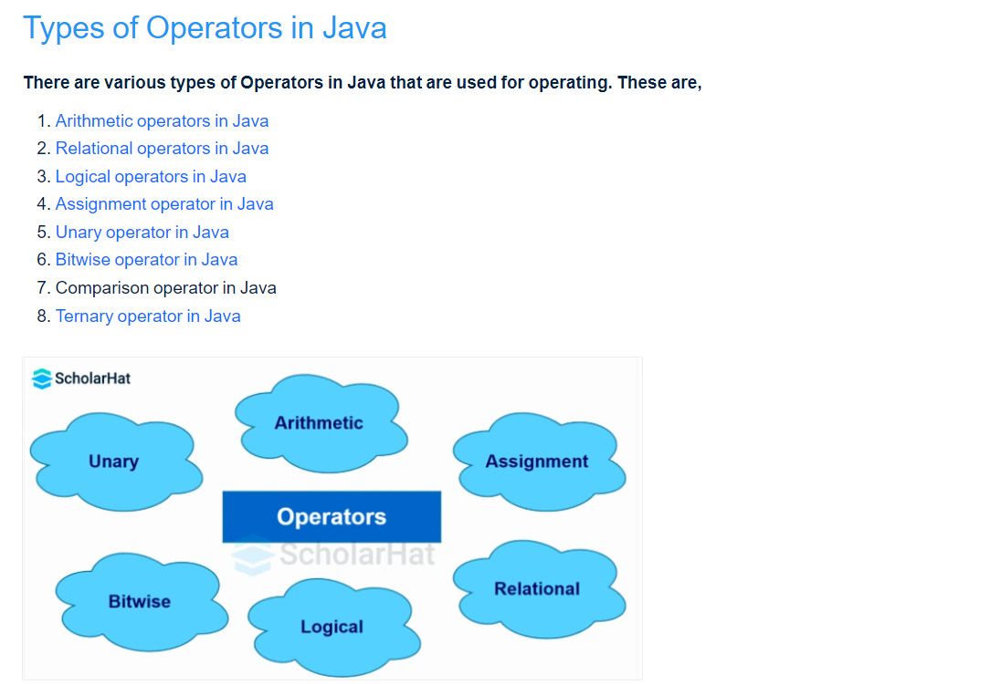 Types of Operators in Java
There are various types of Operators in Java that are used for operating. These are,
1. Arithmetic operators in Java
2. Relational operators in Java
3. Logical operators in Java
4. Assignment operator in Java
5. Unary operator in Java
6. Bitwise operator in Java
7. Comparison operator in Java
8. Ternary operator in Java
ScholarHat
Arithmetic
Unary
Assignment
Operators
ScholarHat
Relational
Bitwise
Logical